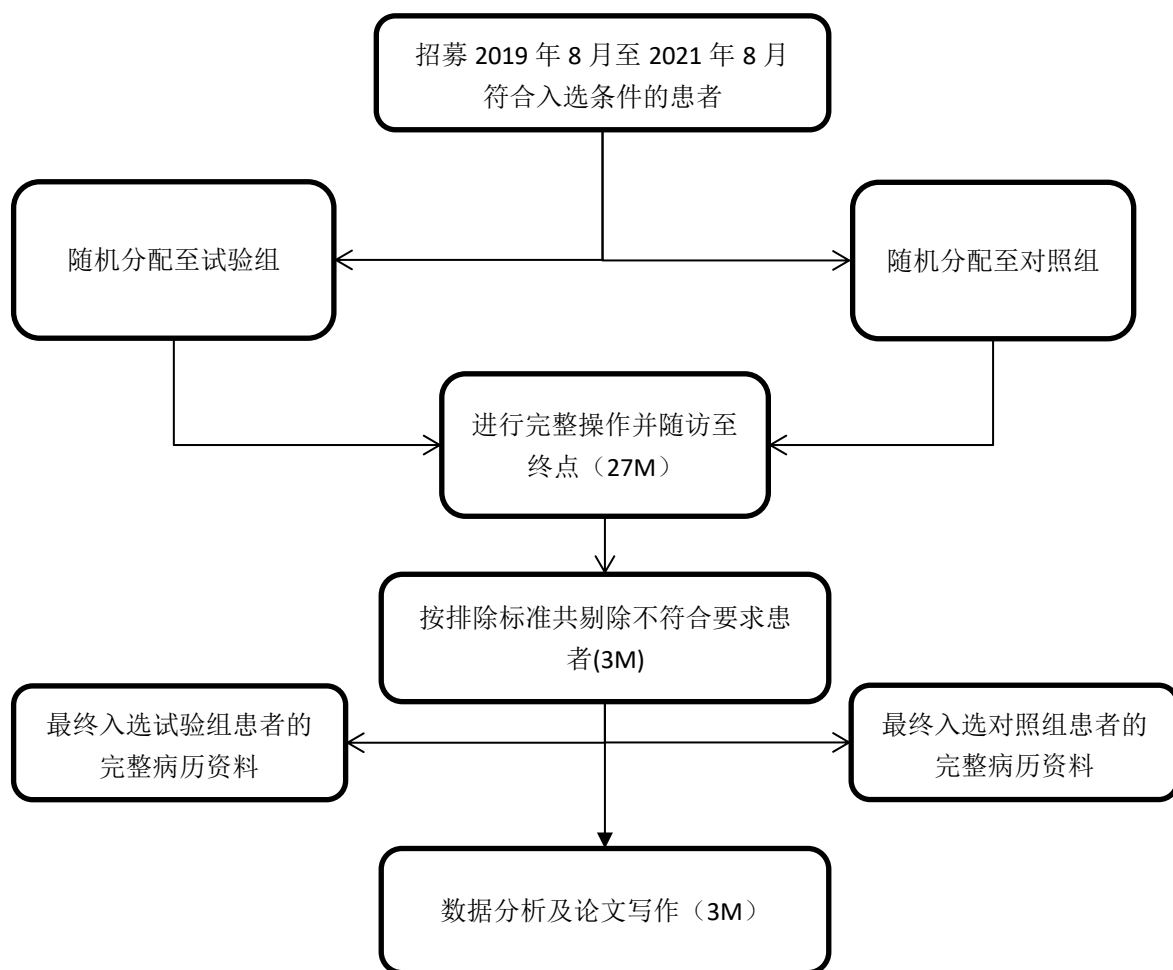 招募 2019 年 8 月至 2021 年 8 月
符合入选条件的患者
随机分配至试验组
随机分配至对照组
进行完整操作并随访至
终点（27M）
按排除标准共剔除不符合要求患
者(3M)
最终入选试验组患者的
完整病历资料
最终入选对照组患者的
完整病历资料
数据分析及论文写作（3M）